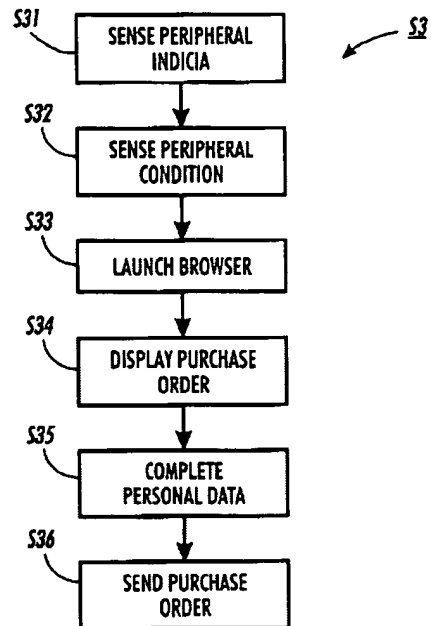 S31
SENSE PERIPHERAL
INDICIA
S3
S32
SENSE PERIPHERAL
CONDITION
S33
LAUNCH BROWSER
S34
DISPLAY PURCHASE
ORDER
S35
COMPLETE
PERSONAL DATA
S36
SEND PURCHASE
ORDER